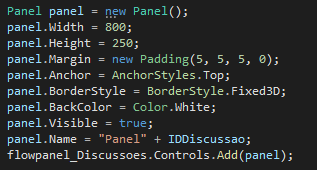 Panel panel = new Panel();
panel.Width = 800;
panel.Height = 250;
panel.Margin = new Padding(5, 5, 5, 0);
panel.Anchor = AnchorStyles.Top;
panel.BorderStyle = BorderStyle.Fixed3D;
panel.BackColor = Color.White;
panel.Visible = true;
panel.Name = "Panel" + IDDiscussao;
flowpanel_Discussoes.Controls.Add(panel);